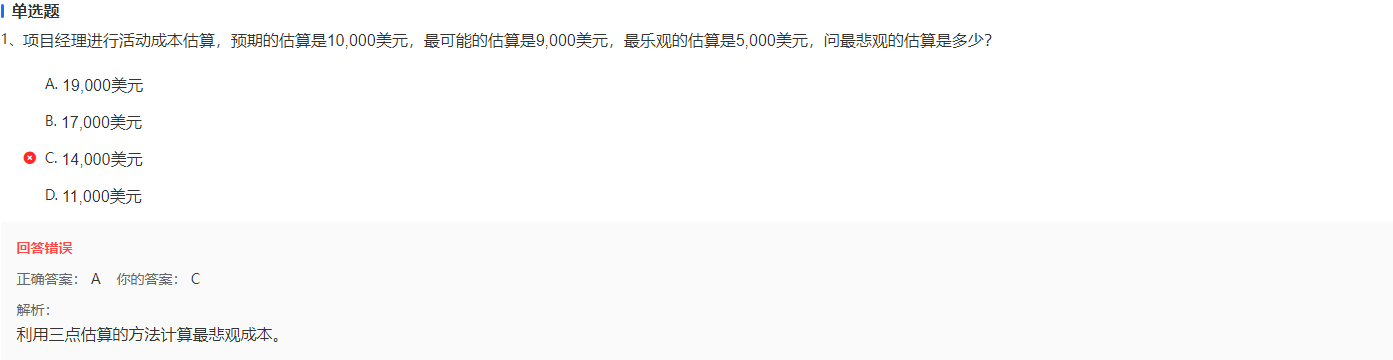 单选题
1、项目经理进行活动成本估算，预期的估算是10,000美元，最可能的估算是9,000美元，最乐观的估算是5,000美元，问最悲观的估算是多少?
A. 19,000美元
B. 17,000美元
C. 14,000美元
D. 11,000美元
回答错误
正确答案： A 你的答案： C
解析：
利用三点估算的方法计算最悲观成本。